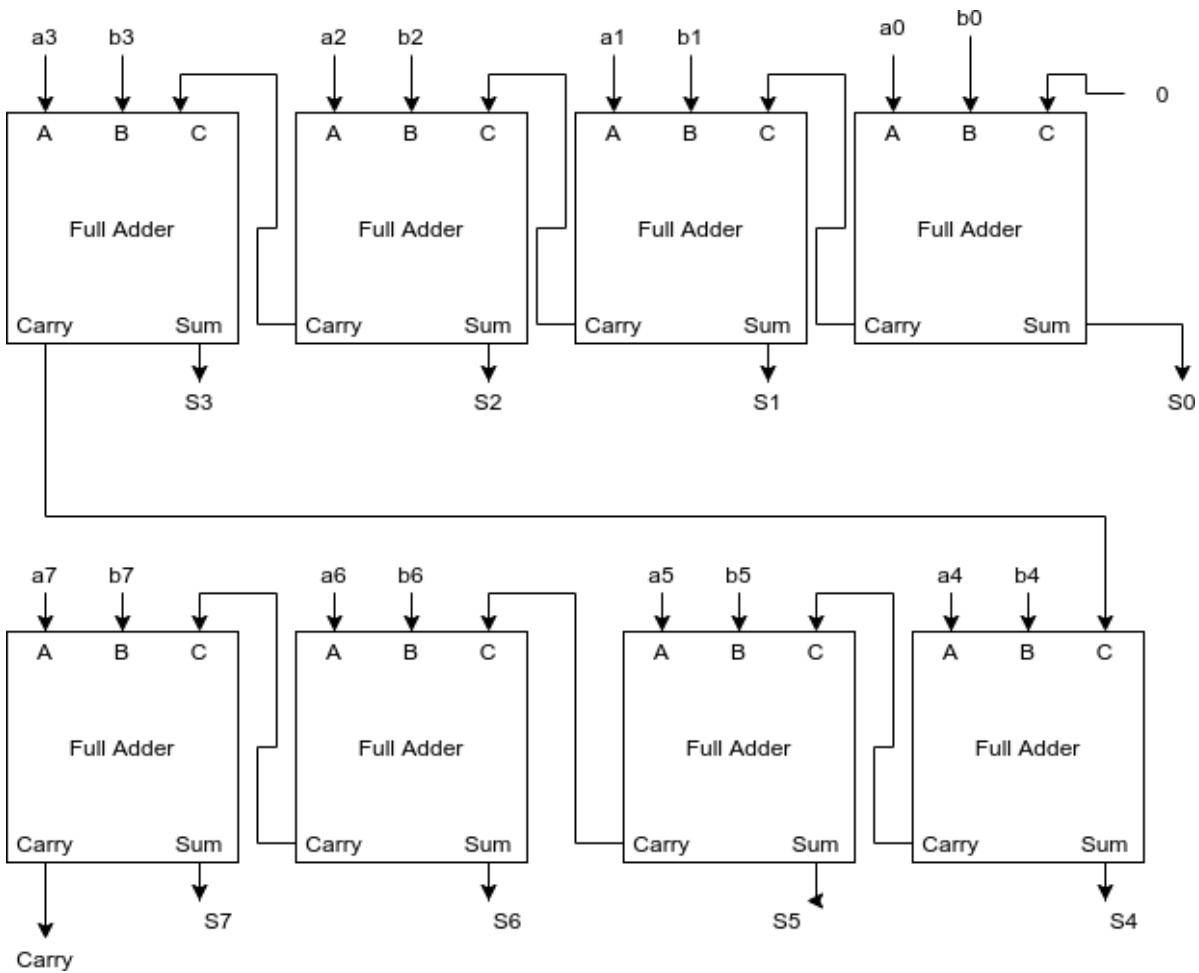 a3 b3 a2 b2 a1 b1 a0 b0
0
A B C A B C A B C A B C
Full Adder Full Adder Full Adder Full Adder
Carry Sum Carry Sum Carry Sum Carry Sum
S3 S2 S1 S0
a7 b7 a6 b6 a5 b5 a4 b4
A B C A B C A B C A B C
Full Adder Full Adder Full Adder Full Adder
Carry Sum Carry Sum Carry Sum Carry Sum
S7 S6 S5 S4
Carry